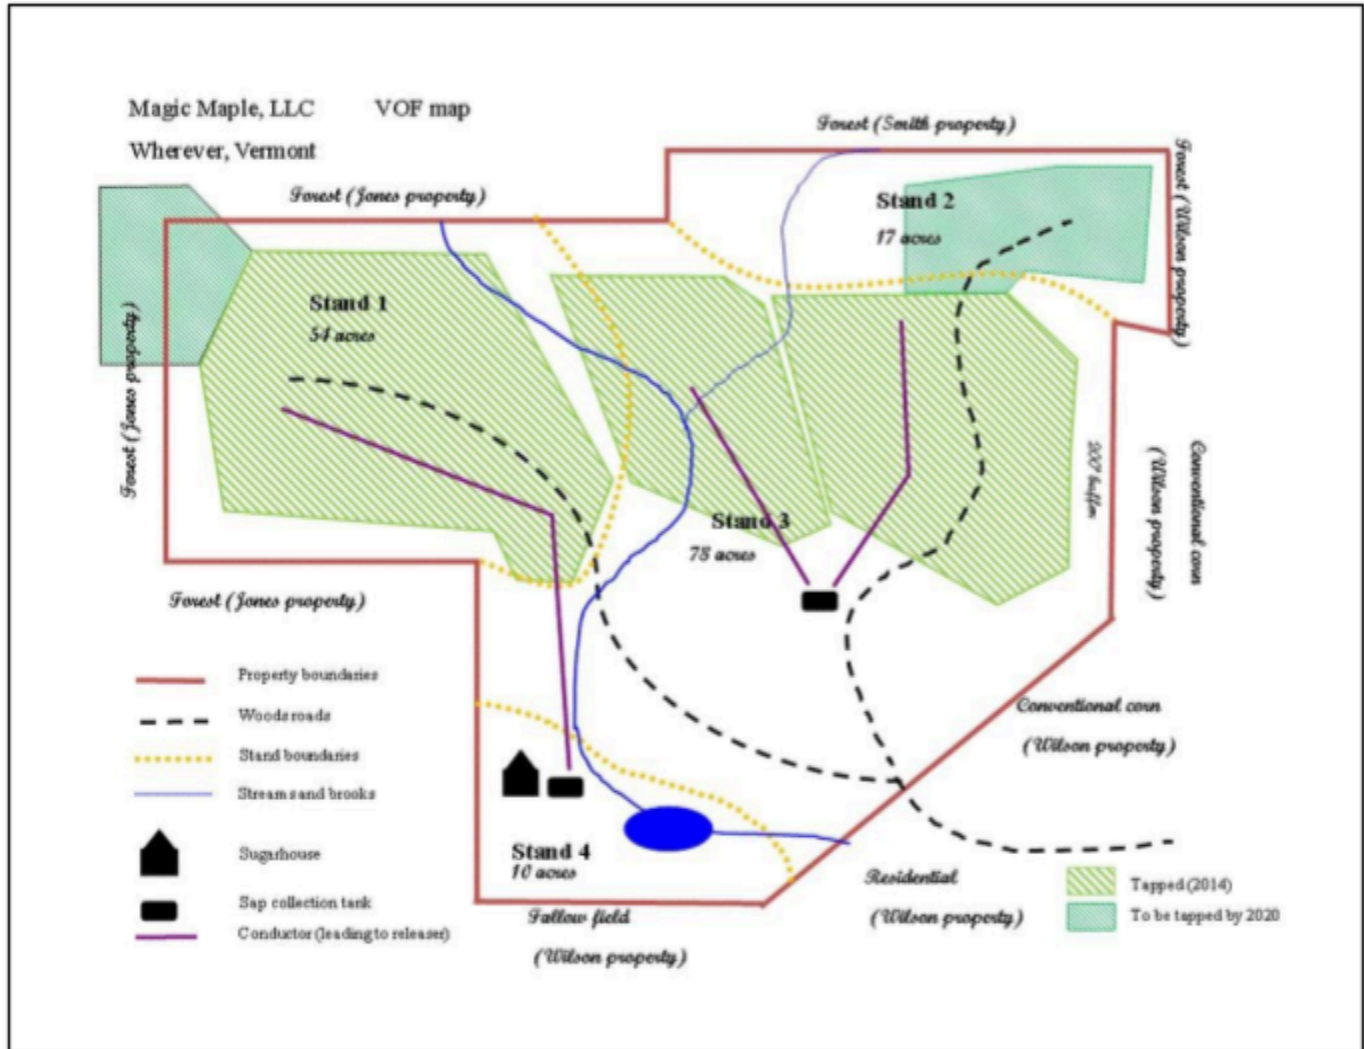 Magic Maple, LLC VOF map
Wherever, Vermont
Forest (Smith property)
Forest (Jones property)
Forest (Wilson property)
Stand 2
17 acres
Stand 1
54 acres
Forest (Jones property)
200' buffer
Conventional corn
(Wilson property)
Stand 3
78 acres
Forest (Jones property)
Property boundaries
Woods roads
Stand boundaries
Streams and brooks
Sugarhouse
Sap collection tank
Conductor (leading to releaser)
Conventional corn
(Wilson property)
Stand 4
10 acres
Fallow field
(Wilson property)
Residential
(Wilson property)
Tapped (2014)
To be tapped by 2020